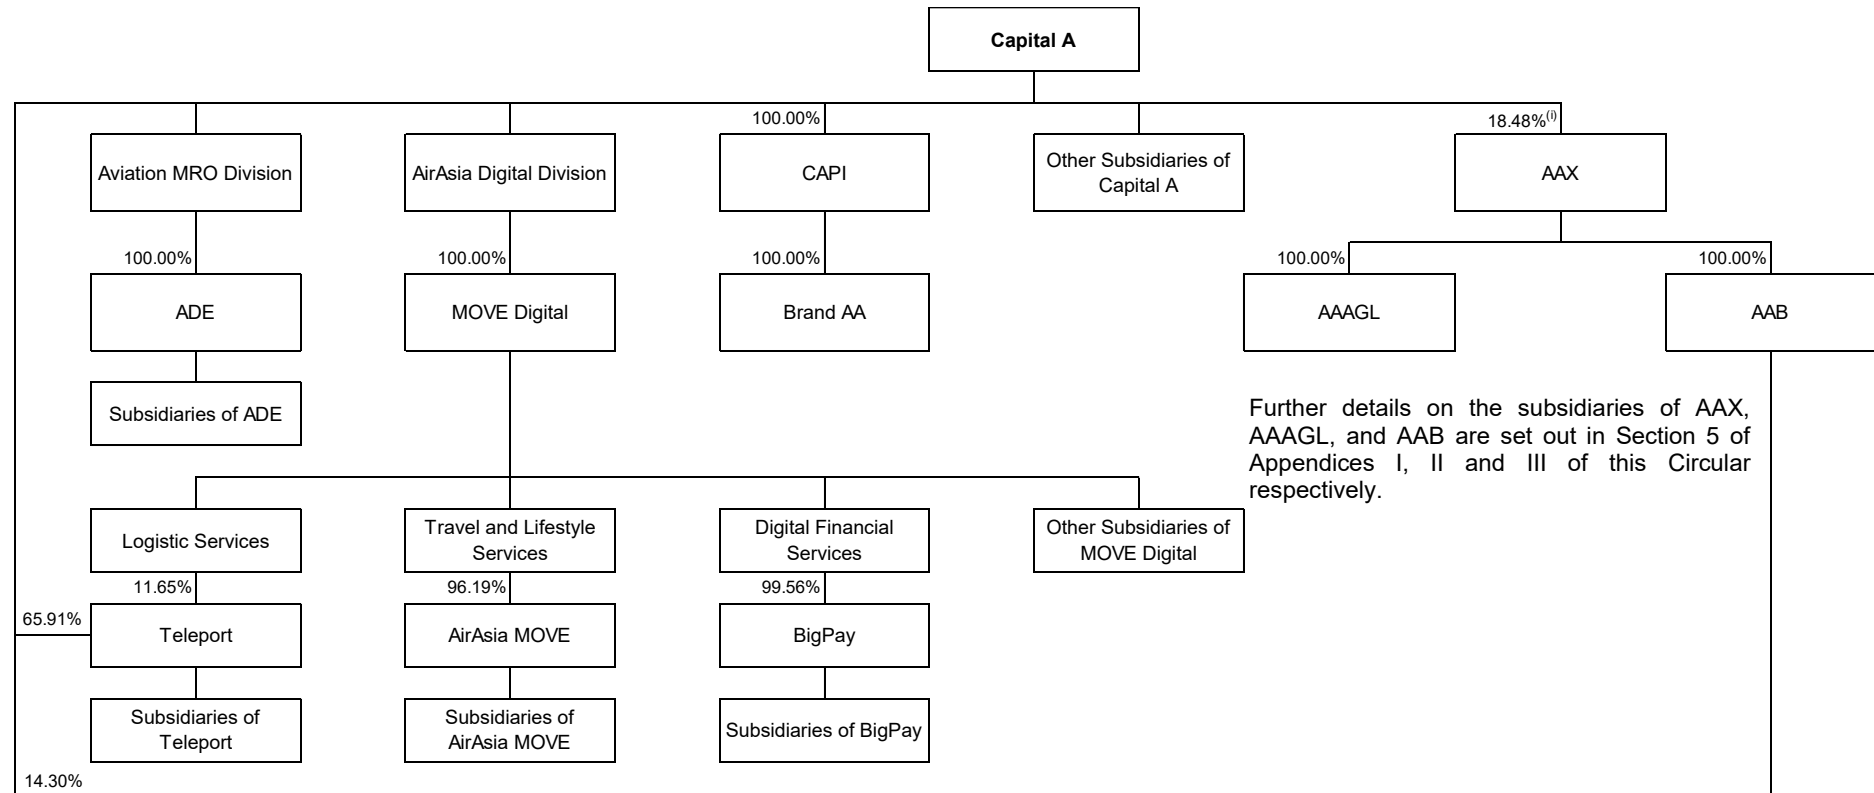 Capital A
100.00%
18.48%(i)
Aviation MRO Division
AirAsia Digital Division
CAPI
Other Subsidiaries of
Capital A
AAX
100.00%
100.00%
100.00%
100.00%
100.00%
ADE
MOVE Digital
Brand AA
AAAGL
AAB
Subsidiaries of ADE
Further details on the subsidiaries of AAX,
AAAGL, and AAB are set out in Section 5 of
Appendices I, II and III of this Circular
respectively.
Logistic Services
Travel and Lifestyle
Services
Digital Financial
Services
Other Subsidiaries of
MOVE Digital
11.65%
96.19%
99.56%
65.91%
Teleport
AirAsia MOVE
BigPay
Subsidiaries of
Teleport
Subsidiaries of
AirAsia MOVE
Subsidiaries of BigPay
14.30%